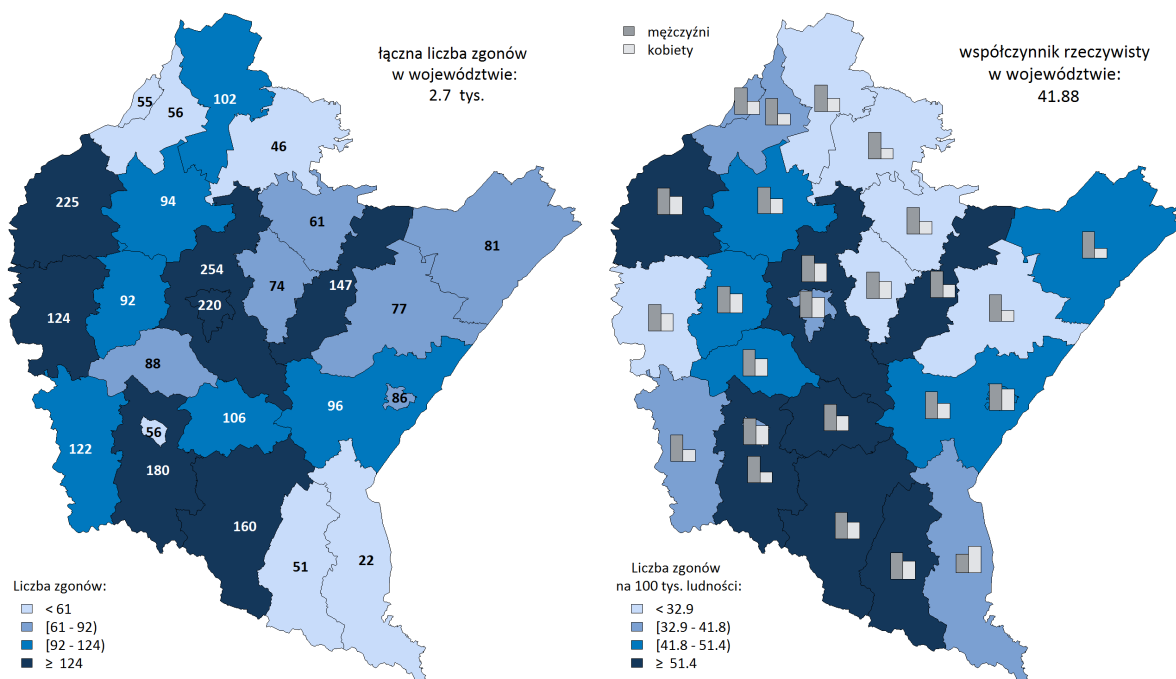 łączna liczba zgonów
w województwie:
2.7 tys.
55
56
102
46
225
94
61
81
254
74
147
220
92
77
124
88
96
86
106
56
122
180
160
51
22
Liczba zgonów:
< 61
[61 - 92)
[92 - 124)
≥ 124
mężczyźni
kobiety
współczynnik rzeczywisty
w województwie:
41.88
Liczba zgonów
na 100 tys. ludności:
< 32.9
[32.9 - 41.8)
[41.8 - 51.4)
≥ 51.4